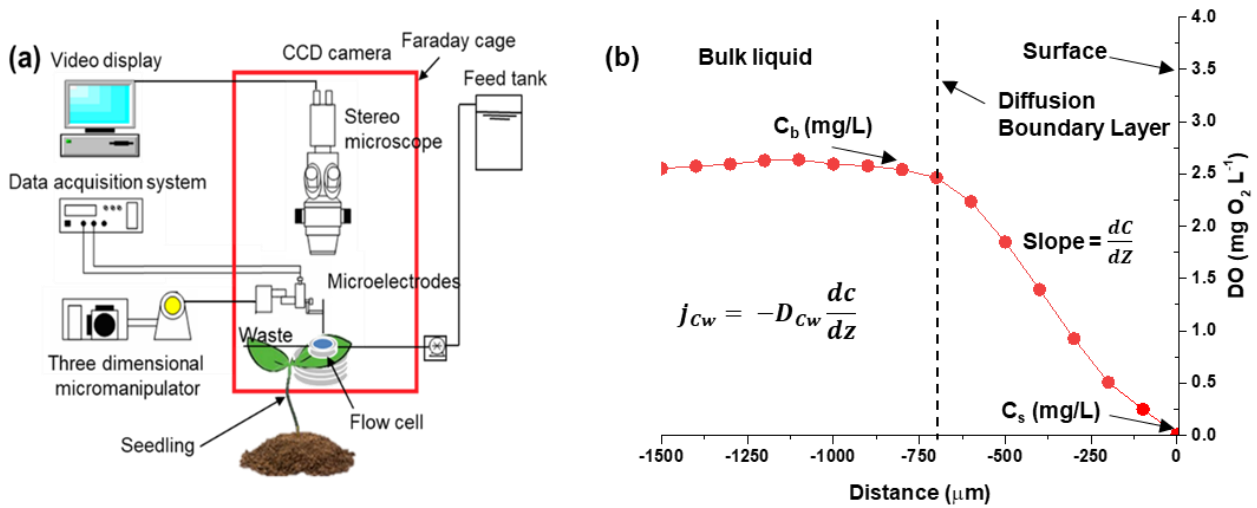 (a)
Video display
CCD camera
Faraday cage
Feed tank
Stereo
microscope
Data acquisition system
Microelectrodes
Waste
Three dimensional
micromanipulator
Flow cell
Seedling
(b)
Bulk liquid
Surface
Diffusion
Boundary Layer
C_b (mg/L)
Slope = dC/dZ
j_Cw = −D_Cw dc/dz
C_s (mg/L)
4.0
3.5
3.0
2.5
2.0
1.5
1.0
0.5
0.0
DO (mg O₂ L⁻¹)
-1500 -1250 -1000 -750 -500 -250 0
Distance (μm)